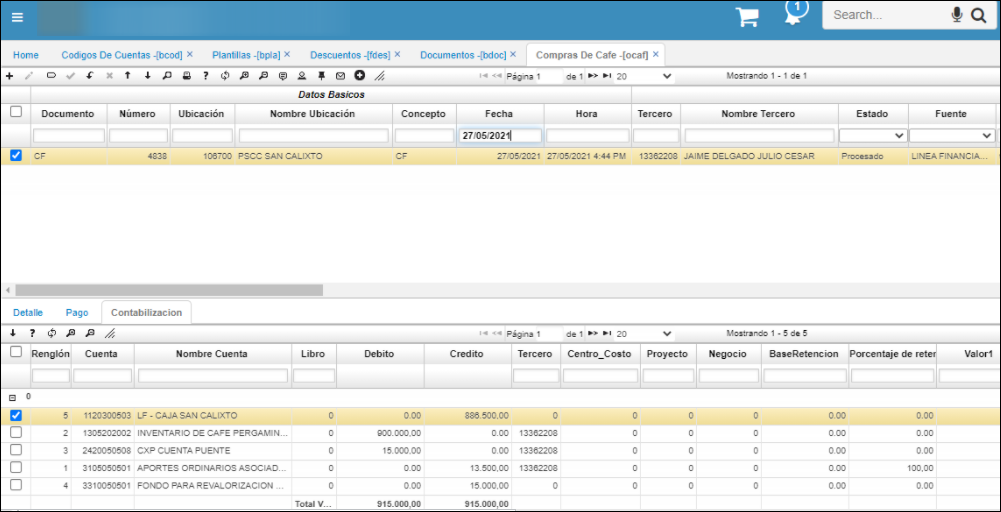 1
Search...
Home Codigos De Cuentas -[bcod] × Plantillas -[bpla] × Descuentos -[fdes] × Documentos -[bdoc] × Compras De Cafe -[ocaf] ×
Página 1 de 1 20 Mostrando 1 - 1 de 1
Datos Basicos
Documento Número Ubicación Nombre Ubicación Concepto Fecha Hora Tercero Nombre Tercero Estado Fuente
27/05/2021
CF 4838 106700 PSCC SAN CALIXTO CF 27/05/2021 27/05/2021 4:44 PM 13362208 JAIME DELGADO JULIO CESAR Procesado LINEA FINANCIA...
Detalle Pago Contabilizacion
Página 1 de 1 20 Mostrando 1 - 5 de 5
Renglón Cuenta Nombre Cuenta Libro Debito Credito Tercero Centro_Costo Proyecto Negocio BaseRetencion Porcentaje de reter Valor1
0
5 1120300503 LF - CAJA SAN CALIXTO 0 0.00 886.500,00 0 0 0 0 0.00 0.00
2 1305202002 INVENTARIO DE CAFE PERGAMIN... 0 900.000,00 0.00 13362208 0 0 0 0.00 0.00
3 2420050508 CXP CUENTA PUENTE 0 15.000,00 0.00 13362208 0 0 0 0.00 0.00
1 3105050501 APORTES ORDINARIOS ASOCIAD... 0 0.00 13.500,00 13362208 0 0 0 0.00 100,00
4 3310050501 FONDO PARA REVALORIZACION ... 0 0.00 15.000,00 0 0 0 0 0.00 0.00
Total V... 915.000,00 915.000,00